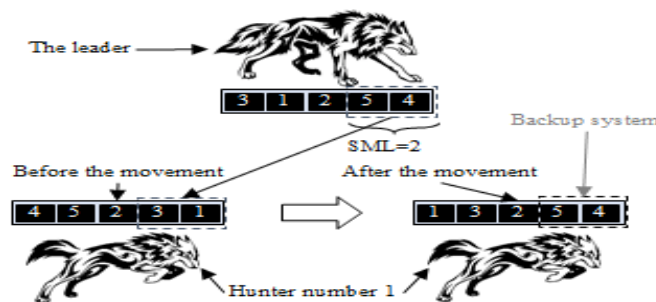 The leader
3 1 2 5 4
Backup system
SML=2
Before the movement
After the movement
4 5 2 3 1
1 3 2 5 4
Hunter number 1